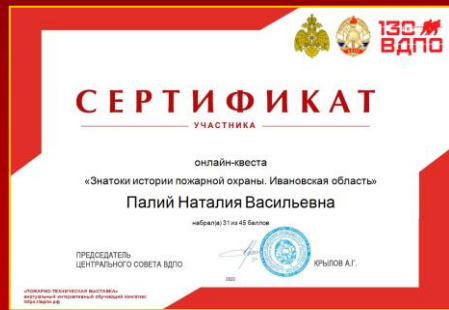 130
ВДПО
СЕРТИФИКАТ
УЧАСТНИКА
онлайн-квеста
«Знатоки истории пожарной охраны. Ивановская область»
Палий Наталия Васильевна
набрал(а) 31 из 45 баллов
ПРЕДСЕДАТЕЛЬ
ЦЕНТРАЛЬНОГО СОВЕТА ВДПО
КРЫЛОВ А.Г.
2022
«ПОЖАРНО-ТЕХНИЧЕСКАЯ ВЫСТАВКА»
виртуальный интерактивный обучающий комплекс